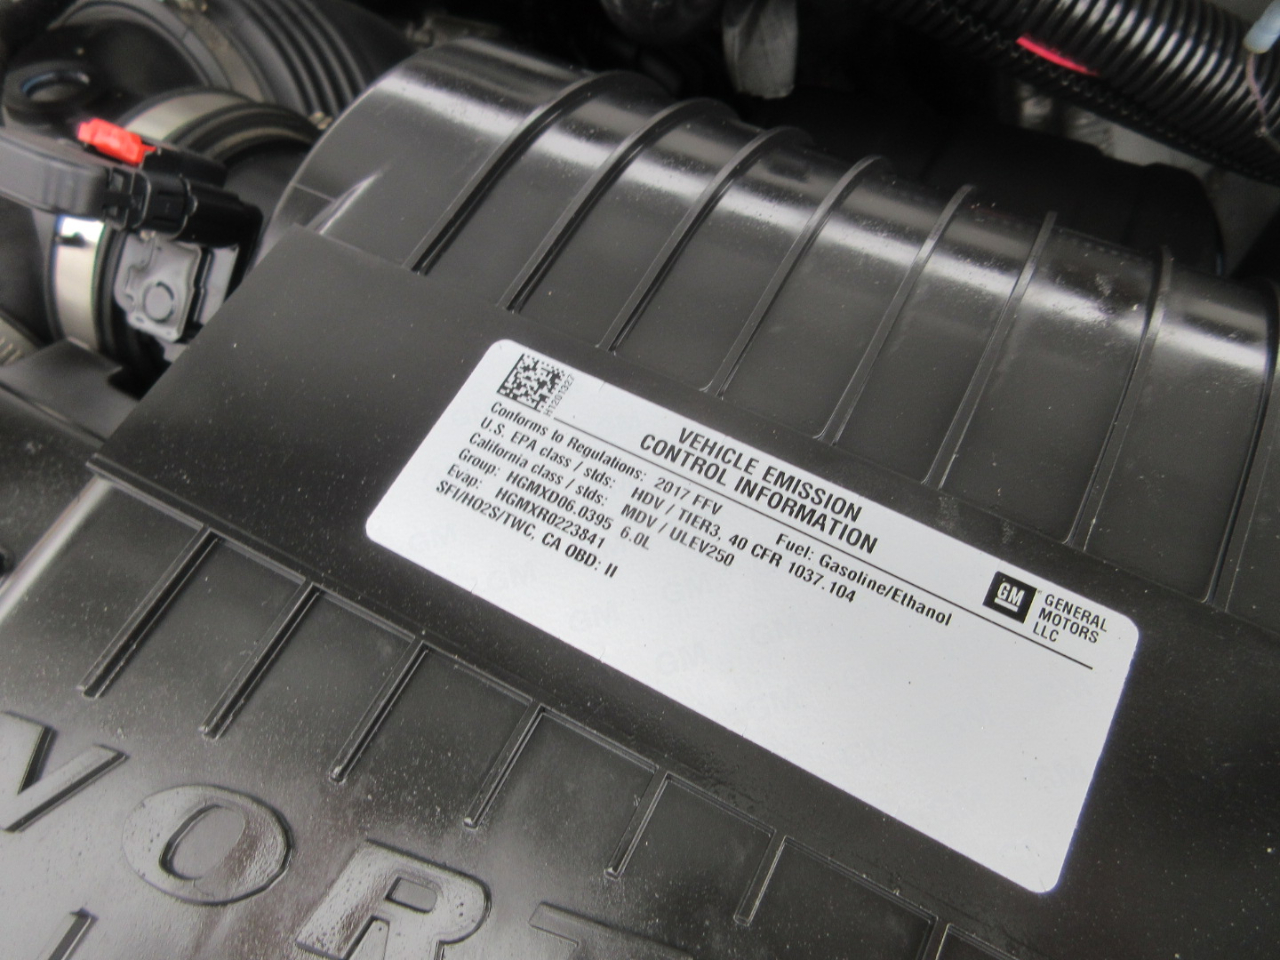 H1201327
VEHICLE EMISSION
CONTROL INFORMATION
GM
GENERAL
MOTORS
LLC
Conforms to Regulations: 2017 FFV Fuel: Gasoline/Ethanol
U.S. EPA class / stds: HDV / TIER3, 40 CFR 1037.104
California class / stds: MDV / ULEV250
Group: HGMXD06.0395 6.0L
Evap: HGMXR0223841
SFI/HO2S/TWC, CA OBD: II
VORT